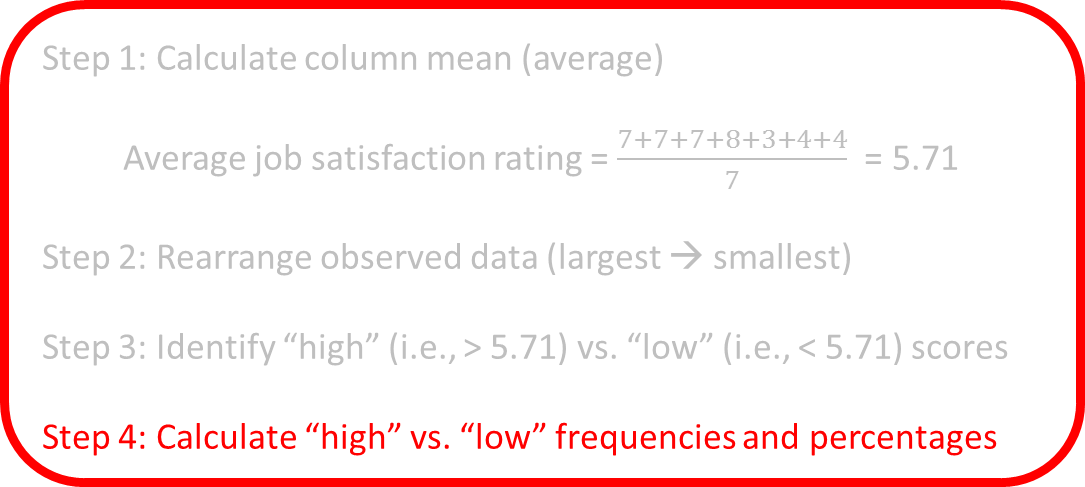 Step 1: Calculate column mean (average)
Average job satisfaction rating = 7+7+7+8+3+4+4 / 7 = 5.71
Step 2: Rearrange observed data (largest → smallest)
Step 3: Identify “high” (i.e., > 5.71) vs. “low” (i.e., < 5.71) scores
Step 4: Calculate “high” vs. “low” frequencies and percentages